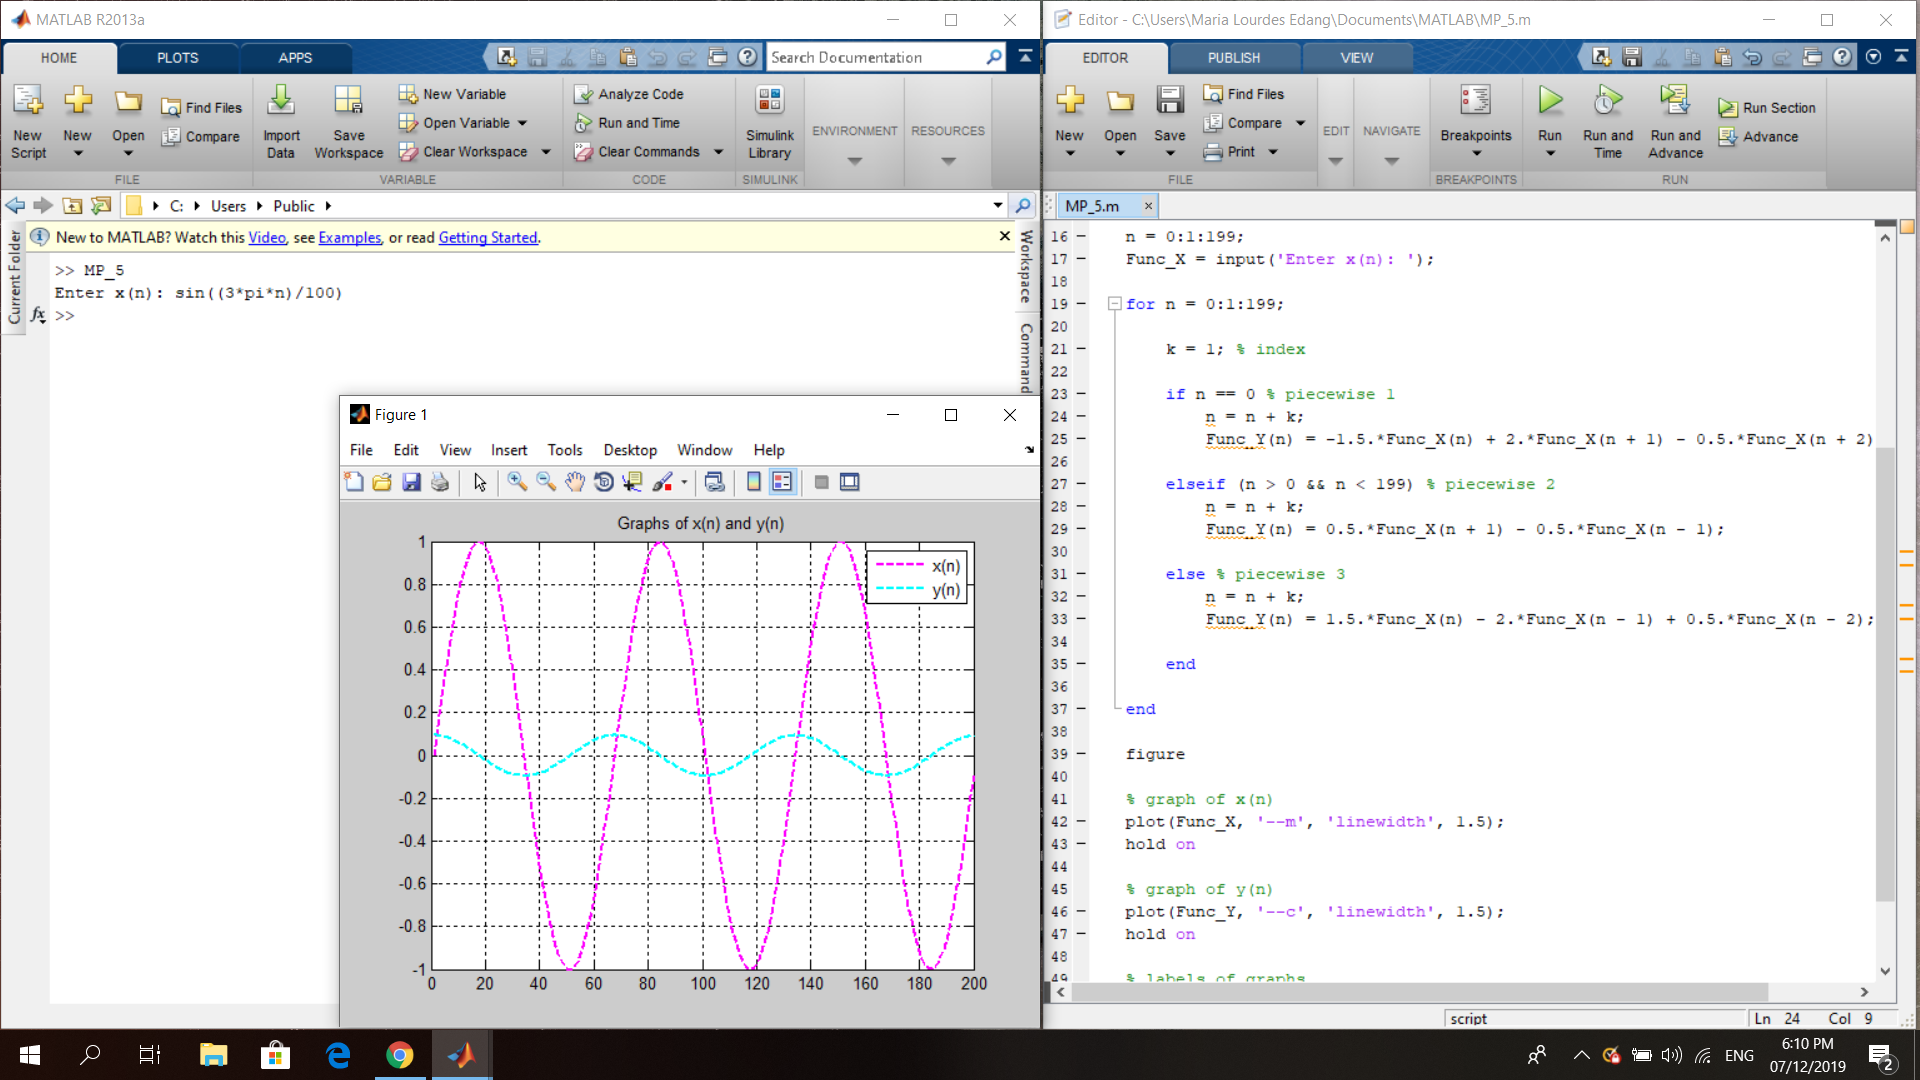 MATLAB R2013a
HOME PLOTS APPS
Search Documentation
New Script
New
Open
Find Files
Compare
FILE
Import Data
Save Workspace
New Variable
Open Variable
Clear Workspace
VARIABLE
Analyze Code
Run and Time
Clear Commands
CODE
Simulink Library
SIMULINK
ENVIRONMENT
RESOURCES
C: Users Public
Current Folder
New to MATLAB? Watch this Video, see Examples, or read Getting Started.
>> MP_5
Enter x(n): sin((3*pi*n)/100)
fx >>
Workspace
Command
Figure 1
File Edit View Insert Tools Desktop Window Help
Graphs of x(n) and y(n)
x(n)
y(n)
1
0.8
0.6
0.4
0.2
0
-0.2
-0.4
-0.6
-0.8
-1
0 20 40 60 80 100 120 140 160 180 200
Editor - C:\Users\Maria Lourdes Edang\Documents\MATLAB\MP_5.m
EDITOR PUBLISH VIEW
New
Open
Save
Find Files
Compare
Print
FILE
EDIT
NAVIGATE
Breakpoints
BREAKPOINTS
Run
Run and Time
Run and Advance
Run Section
Advance
RUN
MP_5.m
16 n = 0:1:199;
17 Func_X = input('Enter x(n): ');
18
19 for n = 0:1:199;
20
21 k = 1; % index
22
23 if n == 0 % piecewise 1
24 n = n + k;
25 Func_Y(n) = -1.5.*Func_X(n) + 2.*Func_X(n + 1) - 0.5.*Func_X(n + 2)
26
27 elseif (n > 0 && n < 199) % piecewise 2
28 n = n + k;
29 Func_Y(n) = 0.5.*Func_X(n + 1) - 0.5.*Func_X(n - 1);
30
31 else % piecewise 3
32 n = n + k;
33 Func_Y(n) = 1.5.*Func_X(n) - 2.*Func_X(n - 1) + 0.5.*Func_X(n - 2);
34
35 end
36
37 end
38
39 figure
40
41 % graph of x(n)
42 plot(Func_X, '--m', 'linewidth', 1.5);
43 hold on
44
45 % graph of y(n)
46 plot(Func_Y, '--c', 'linewidth', 1.5);
47 hold on
48
49 % labels of graphs
script
Ln 24 Col 9
ENG
6:10 PM
07/12/2019
2